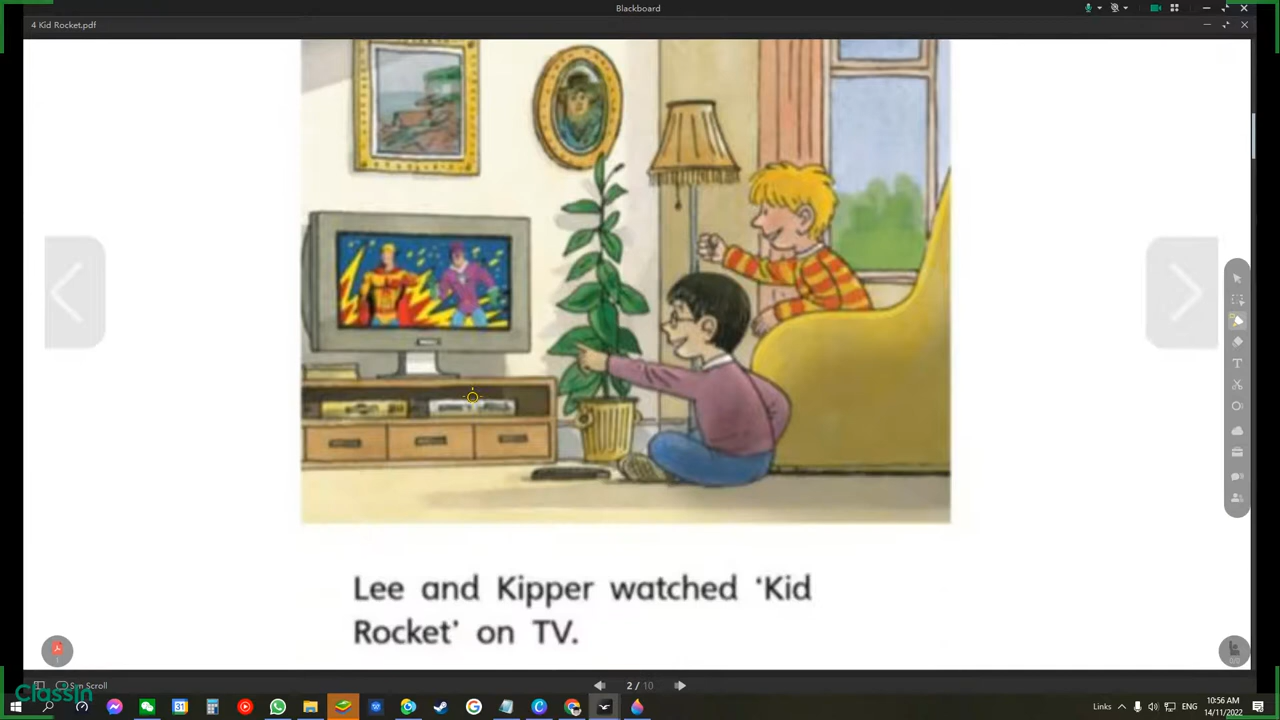 Blackboard
4 Kid Rocket.pdf
Lee and Kipper watched ‘Kid
Rocket’ on TV.
Scroll
2 / 10
ClassIn
Links
ENG
10:56 AM
14/11/2022